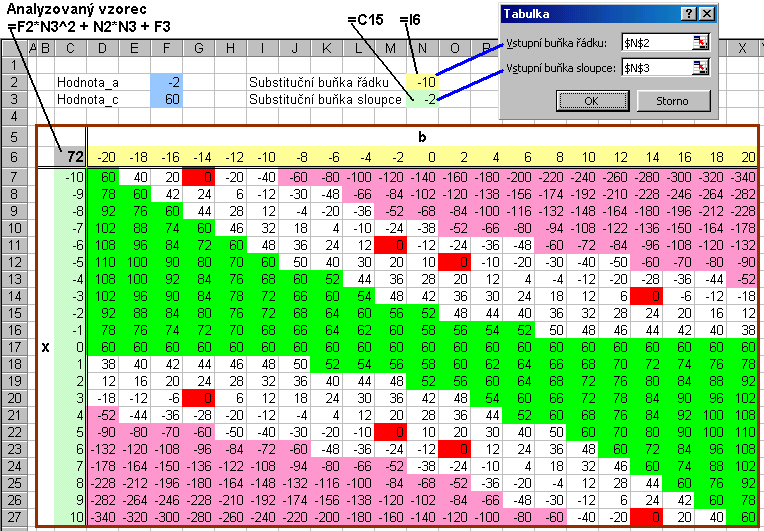 Analyzovaný vzorec
=F2*N3^2 + N2*N3 + F3
=C15 =I6
Tabulka
Vstupní buňka řádku: $N$2
Vstupní buňka sloupce: $N$3
OK Storno
A B C D E F G H I J K L M N O X
1
2 Hodnota_a -2 Substituční buňka řádku -10
3 Hodnota_c 60 Substituční buňka sloupce -2
4
5 b
6 72 -20 -18 -16 -14 -12 -10 -8 -6 -4 -2 0 2 4 6 8 10 12 14 16 18 20
7 -10 60 40 20 0 -20 -40 -60 -80 -100 -120 -140 -160 -180 -200 -220 -240 -260 -280 -300 -320 -340
8 -9 78 60 42 24 6 -12 -30 -48 -66 -84 -102 -120 -138 -156 -174 -192 -210 -228 -246 -264 -282
9 -8 92 76 60 44 28 12 -4 -20 -36 -52 -68 -84 -100 -116 -132 -148 -164 -180 -196 -212 -228
10 -7 102 88 74 60 46 32 18 4 -10 -24 -38 -52 -66 -80 -94 -108 -122 -136 -150 -164 -178
11 -6 108 96 84 72 60 48 36 24 12 0 -12 -24 -36 -48 -60 -72 -84 -96 -108 -120 -132
12 -5 110 100 90 80 70 60 50 40 30 20 10 0 -10 -20 -30 -40 -50 -60 -70 -80 -90
13 -4 108 100 92 84 76 68 60 52 44 36 28 20 12 4 -4 -12 -20 -28 -36 -44 -52
14 -3 102 96 90 84 78 72 66 60 54 48 42 36 30 24 18 12 6 0 -6 -12 -18
15 -2 92 88 84 80 76 72 68 64 60 56 52 48 44 40 36 32 28 24 20 16 12
16 -1 78 76 74 72 70 68 66 64 62 60 58 56 54 52 50 48 46 44 42 40 38
17 x 0 60 60 60 60 60 60 60 60 60 60 60 60 60 60 60 60 60 60 60 60 60
18 1 38 40 42 44 46 48 50 52 54 56 58 60 62 64 66 68 70 72 74 76 78
19 2 12 16 20 24 28 32 36 40 44 48 52 56 60 64 68 72 76 80 84 88 92
20 3 -18 -12 -6 0 6 12 18 24 30 36 42 48 54 60 66 72 78 84 90 96 102
21 4 -52 -44 -36 -28 -20 -12 -4 4 12 20 28 36 44 52 60 68 76 84 92 100 108
22 5 -90 -80 -70 -60 -50 -40 -30 -20 -10 0 10 20 30 40 50 60 70 80 90 100 110
23 6 -132 -120 -108 -96 -84 -72 -60 -48 -36 -24 -12 0 12 24 36 48 60 72 84 96 108
24 7 -178 -164 -150 -136 -122 -108 -94 -80 -66 -52 -38 -24 -10 4 18 32 46 60 74 88 102
25 8 -228 -212 -196 -180 -164 -148 -132 -116 -100 -84 -68 -52 -36 -20 -4 12 28 44 60 76 92
26 9 -282 -264 -246 -228 -210 -192 -174 -156 -138 -120 -102 -84 -66 -48 -30 -12 6 24 42 60 78
27 10 -340 -320 -300 -280 -260 -240 -220 -200 -180 -160 -140 -120 -100 -80 -60 -40 -20 0 20 40 60